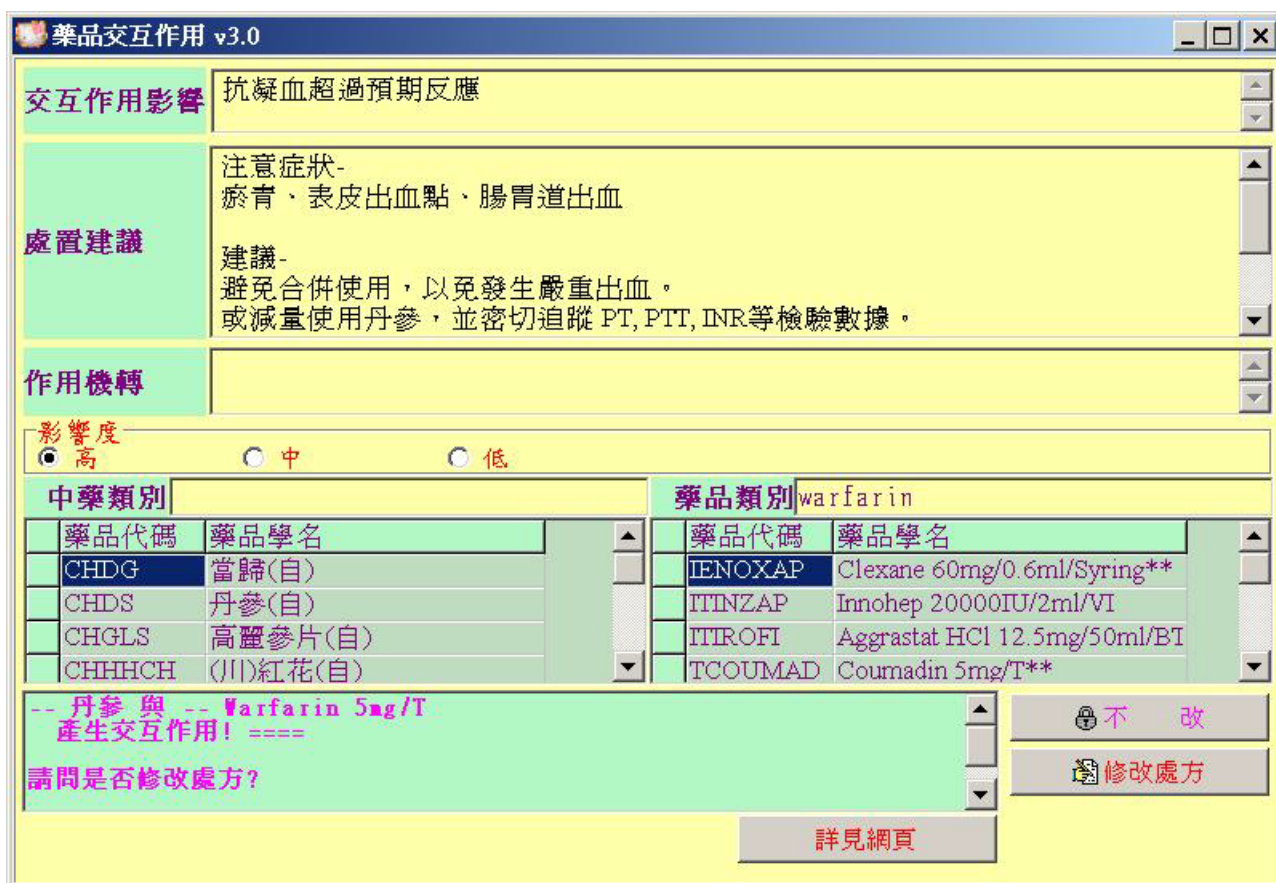 藥品交互作用 v3.0
交互作用影響
抗凝血超過預期反應
處置建議
注意症狀-
瘀青、表皮出血點、腸胃道出血
建議-
避免合併使用，以免發生嚴重出血。
或減量使用丹參，並密切追蹤 PT, PTT, INR等檢驗數據。
作用機轉
影響度
高 中 低
中藥類別
藥品類別 warfarin
藥品代碼 藥品學名
CHDG 當歸(自)
CHDS 丹參(自)
CHGLS 高麗參片(自)
CHHHCH (川)紅花(自)
藥品代碼 藥品學名
IENOXAP Clexane 60mg/0.6ml/Syring**
ITINZAP Innohep 20000IU/2ml/VI
ITIROFI Aggrastat HCl 12.5mg/50ml/BT
TCOUMAD Coumadin 5mg/T**
-- 丹參 與 -- Warfarin 5mg/T
產生交互作用! ====
請問是否修改處方?
不 改
修改處方
詳見網頁